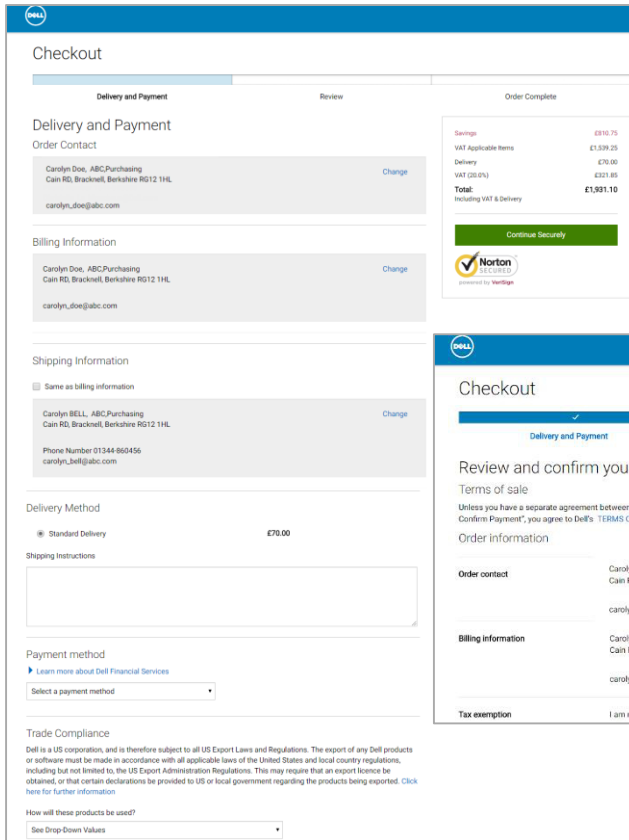 DELL
Checkout
Delivery and Payment
Review
Order Complete
Delivery and Payment
Order Contact
Carolyn Doe, ABC,Purchasing
Cain RD, Bracknell, Berkshire RG12 1HL
Change
carolyn_doe@abc.com
Billing Information
Carolyn Doe, ABC,Purchasing
Cain RD, Bracknell, Berkshire RG12 1HL
Change
carolyn_doe@abc.com
Shipping Information
Same as billing information
Carolyn BELL, ABC,Purchasing
Cain RD, Bracknell, Berkshire RG12 1HL
Change
Phone Number 01344-860456
carolyn_bell@abc.com
Delivery Method
Standard Delivery £70.00
Shipping Instructions
Payment method
Learn more about Dell Financial Services
Select a payment method
Trade Compliance
Dell is a US corporation, and is therefore subject to all US Export Laws and Regulations. The export of any Dell products
or software must be made in accordance with all applicable laws of the United States and local country regulations,
including but not limited to, the US Export Administration Regulations. This may require that an export licence be
obtained, or that certain declarations be provided to US or local government regarding the products being exported. Click
here for further information
How will these products be used?
See Drop-Down Values
Savings £810.75
VAT Applicable Items £1,539.25
Delivery £70.00
VAT (20.0%) £321.85
Total: £1,931.10
Including VAT & Delivery
Continue Securely
Norton
SECURED
powered by VeriSign
DELL
Checkout
Delivery and Payment
Review and confirm you
Terms of sale
Unless you have a separate agreement between
Confirm Payment", you agree to Dell's TERMS O
Order information
Order contact
Caroly
Cain R
caroly
Billing information
Caroly
Cain
caroly
Tax exemption
I am n